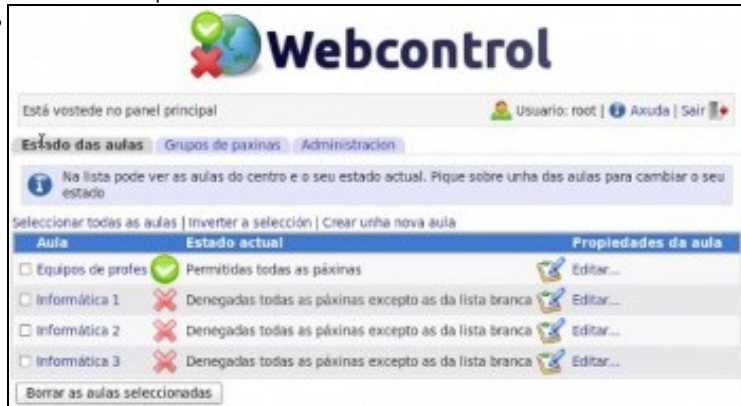 Webcontrol
Está vostede no panel principal Usuario: root | Axuda | Sair
Estado das aulas Grupos de paxinas Administracion
Na lista pode ver as aulas do centro e o seu estado actual. Pique sobre unha das aulas para cambiar o seu
estado
Seleccionar todas as aulas | Inverter a selección | Crear unha nova aula
Aula Estado actual Propiedades da aula
Equipos de profes Permitidas todas as páxinas Editar...
Informática 1 Denegadas todas as páxinas excepto as da lista branca Editar...
Informática 2 Denegadas todas as páxinas excepto as da lista branca Editar...
Informática 3 Denegadas todas as páxinas excepto as da lista branca Editar...
Borrar as aulas seleccionadas